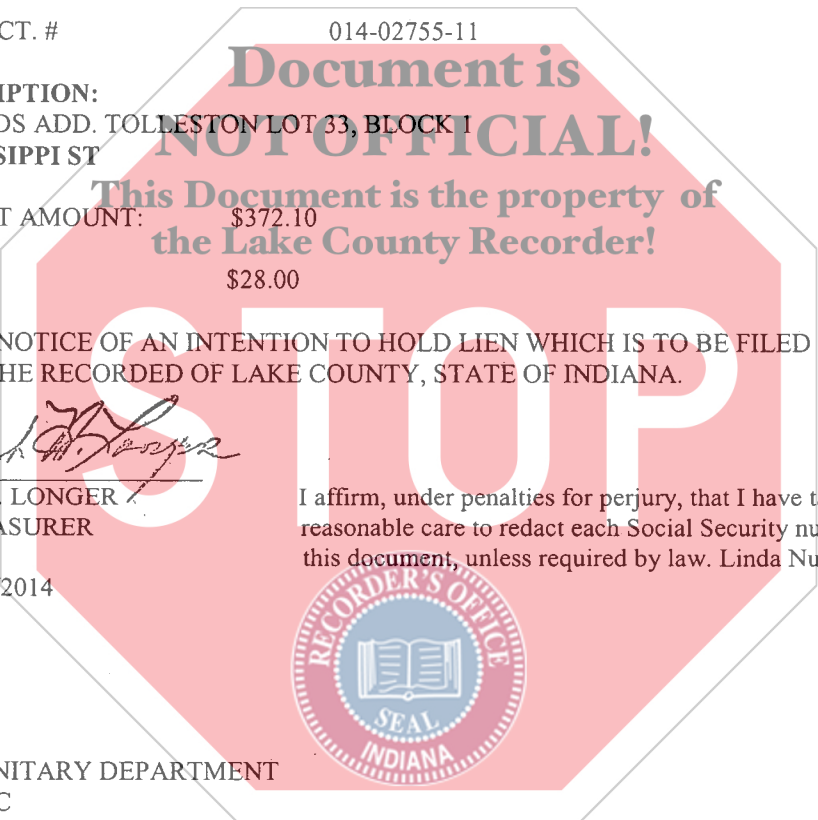 CT. # 014-02755-11
Document is
IPTION:
DS ADD. TOLLESTON LOT 33, BLOCK 1
NOT OFFICIAL!
SIPPI ST
This Document is the property of
T AMOUNT: $372.10
the Lake County Recorder!
$28.00
NOTICE OF AN INTENTION TO HOLD LIEN WHICH IS TO BE FILED
HE RECORDED OF LAKE COUNTY, STATE OF INDIANA.
STOP
. LONGER
ASURER
I affirm, under penalties for perjury, that I have t
reasonable care to redact each Social Security nu
this document, unless required by law. Linda Nu
2014
RECORDER'S OFFICE
SEAL
INDIANA
NITARY DEPARTMENT
C